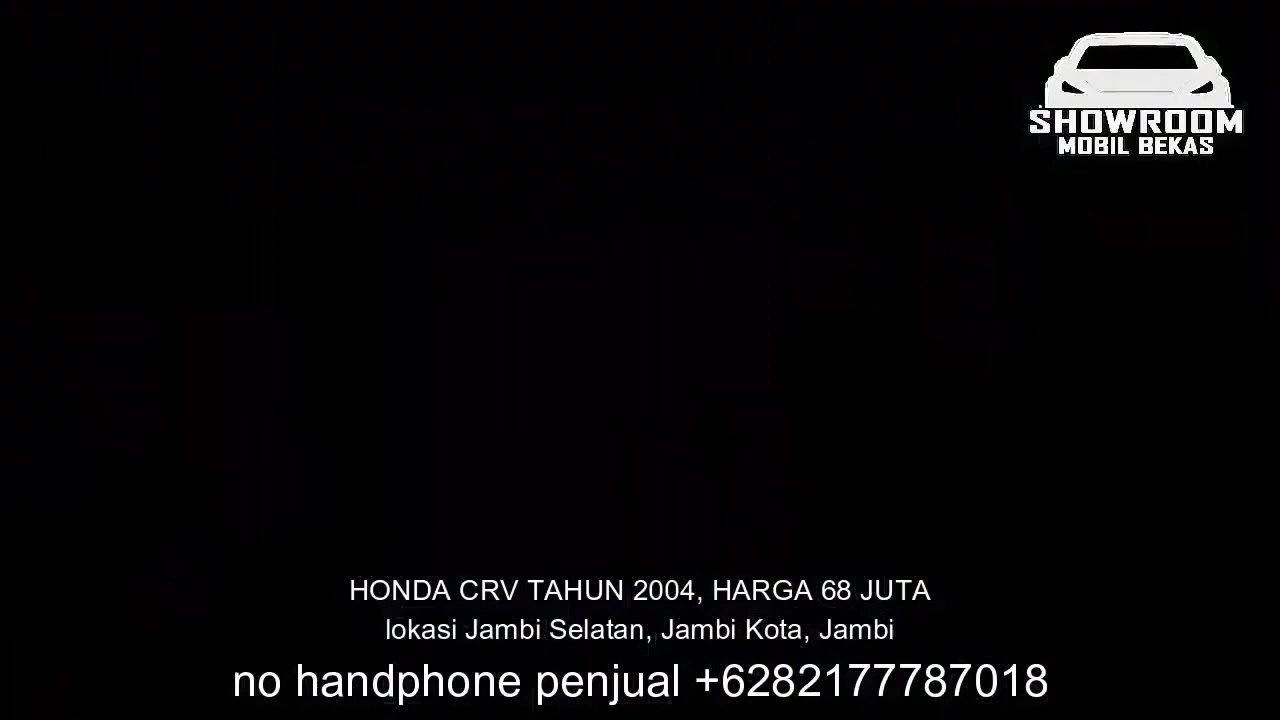 SHOWROOM
MOBIL BEKAS
HONDA CRV TAHUN 2004, HARGA 68 JUTA
lokasi Jambi Selatan, Jambi Kota, Jambi
no handphone penjual +6282177787018